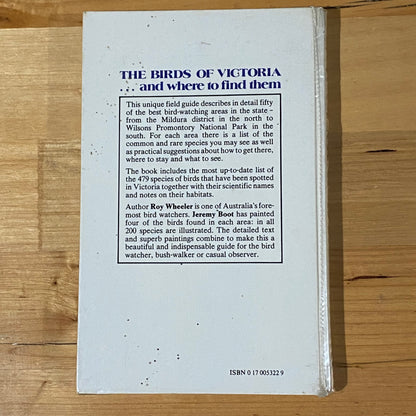 THE BIRDS OF VICTORIA
. . . and where to find them
This unique field guide describes in detail fifty
of the best bird-watching areas in the state –
from the Mildura district in the north to
Wilsons Promontory National Park in the
south. For each area there is a list of the
common and rare species you may see as well
as practical suggestions about how to get there,
where to stay and what to see.
The book includes the most up-to-date list of
the 479 species of birds that have been spotted
in Victoria together with their scientific names
and notes on their habitats.
Author Roy Wheeler is one of Australia's fore-
most bird watchers. Jeremy Boot has painted
four of the birds found in each area: in all
200 species are illustrated. The detailed text
and superb paintings combine to make this a
beautiful and indispensable guide for the bird
watcher, bush-walker or casual observer.
ISBN 0 17 005322 9